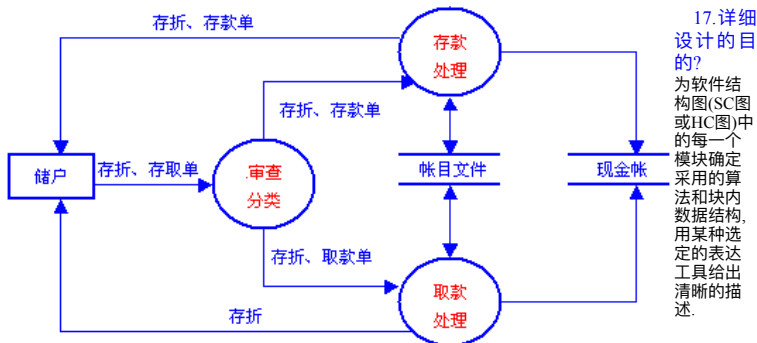 存折、存款单
存款
处理
存折、存款单
储户
存折、存取单
.审查
分类
帐目文件
现金帐
存折、取款单
取款
处理
存折
17.详细
设计的目
的?
为软件结
构图(SC图
或HC图)中
的每一个
模块确定
采用的算
法和块内
数据结构,
用某种选
定的表达
工具给出
清晰的描
述.